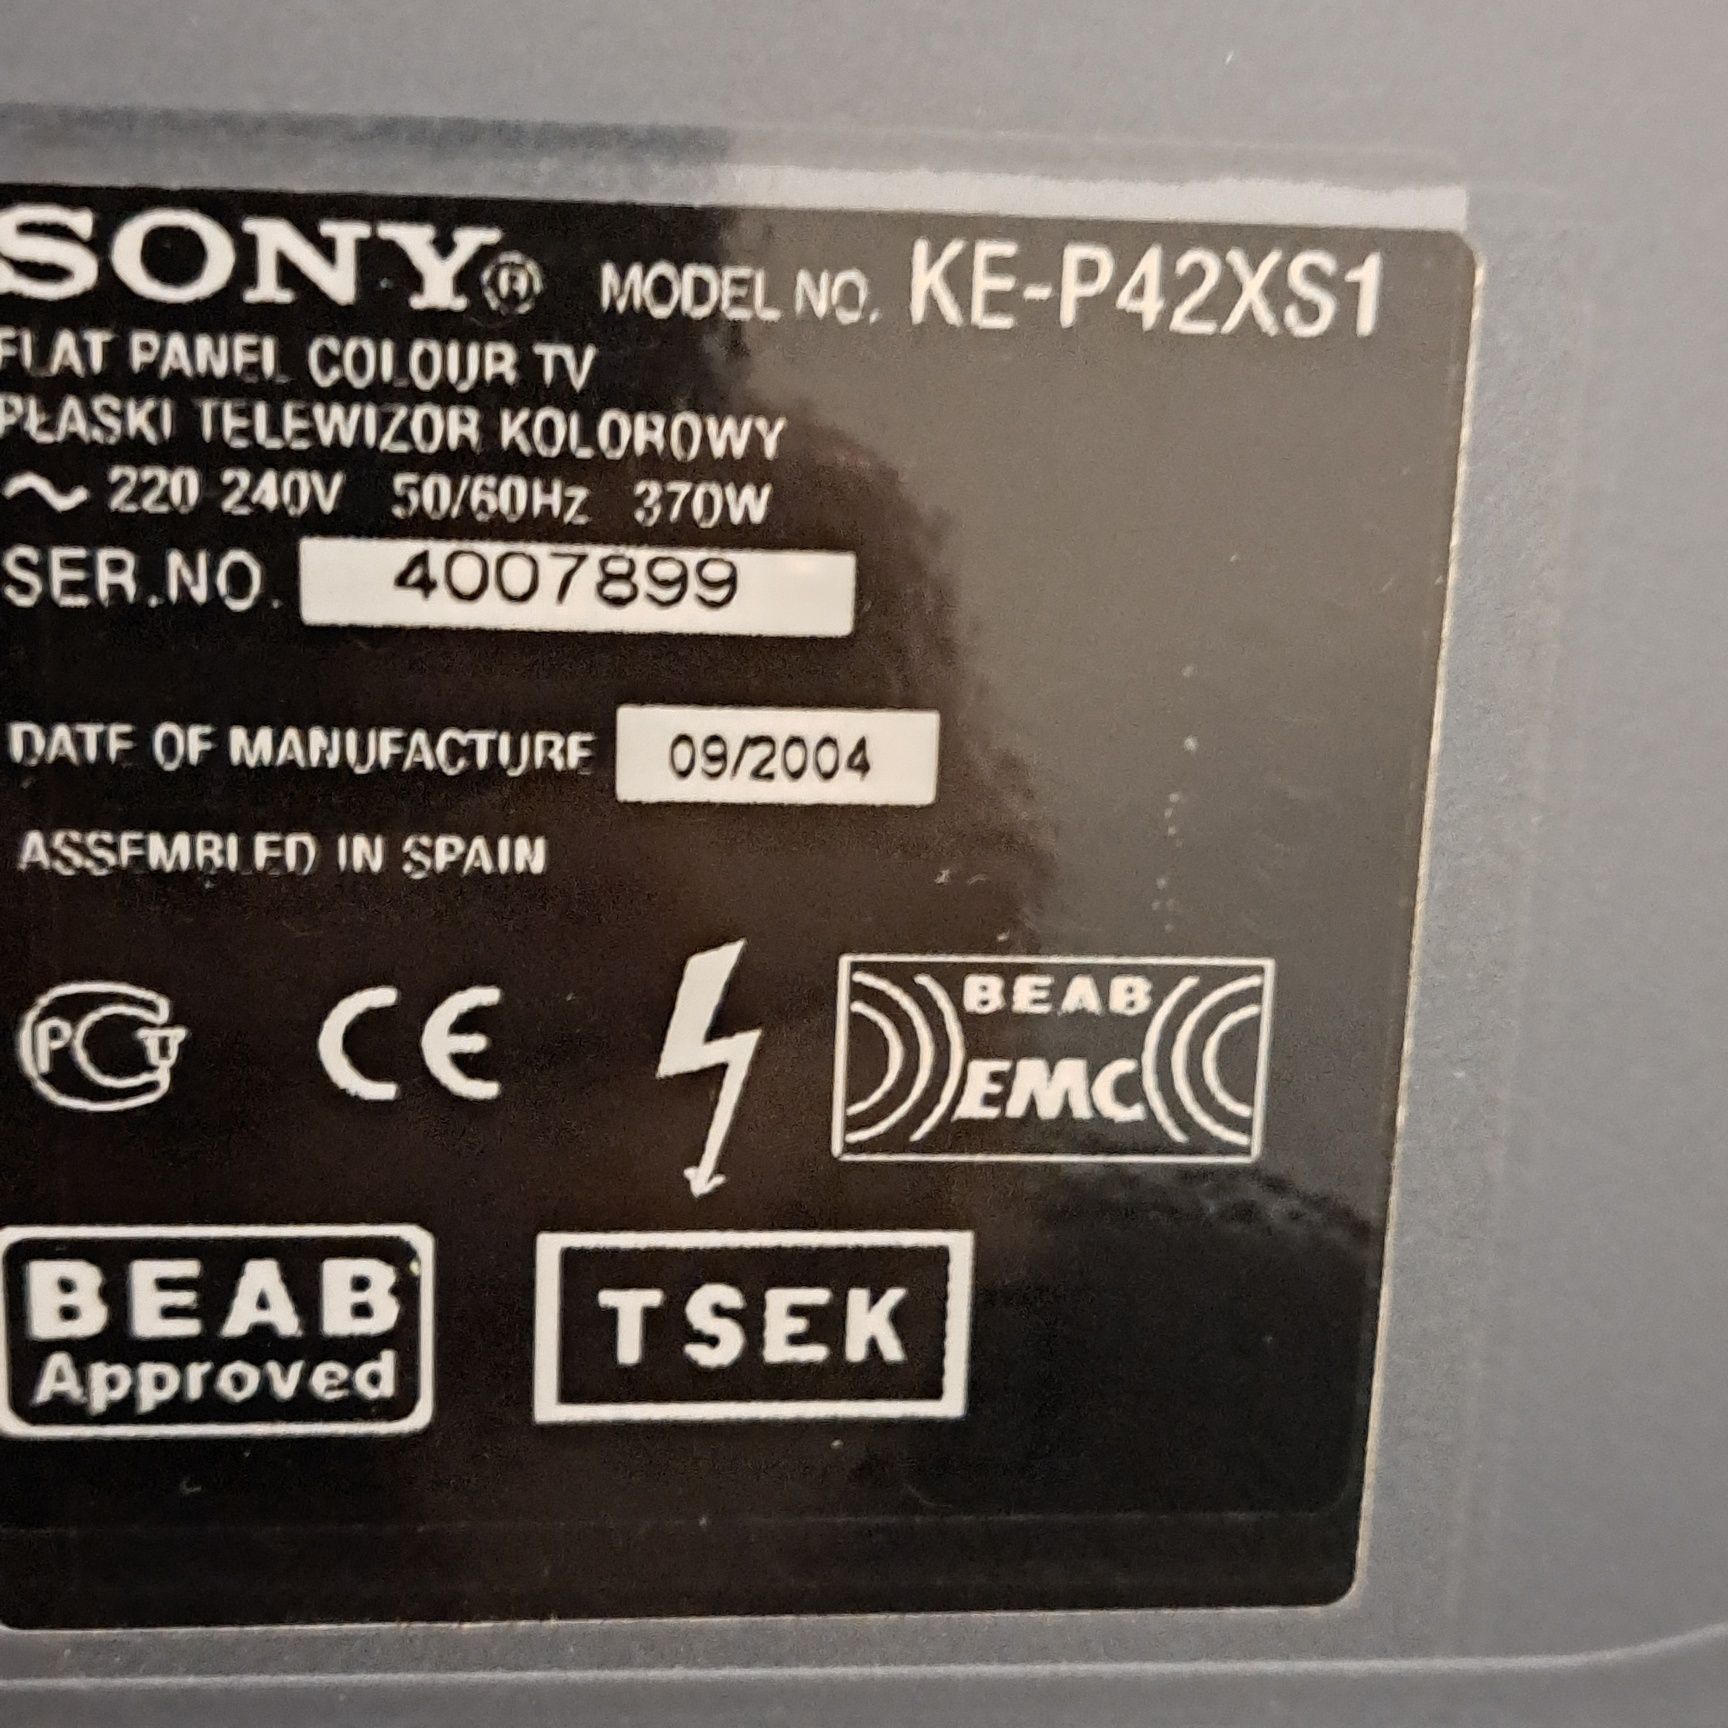 SONY® MODEL NO. KE-P42XS1
FLAT PANEL COLOUR TV
PŁASKI TELEWIZOR KOLOROWY
~ 220 240V 50/60Hz 370W
SER.NO. 4007899
DATE OF MANUFACTURE 09/2004
ASSEMBLED IN SPAIN
PCT CE BEAB EMC
BEAB Approved
TSEK